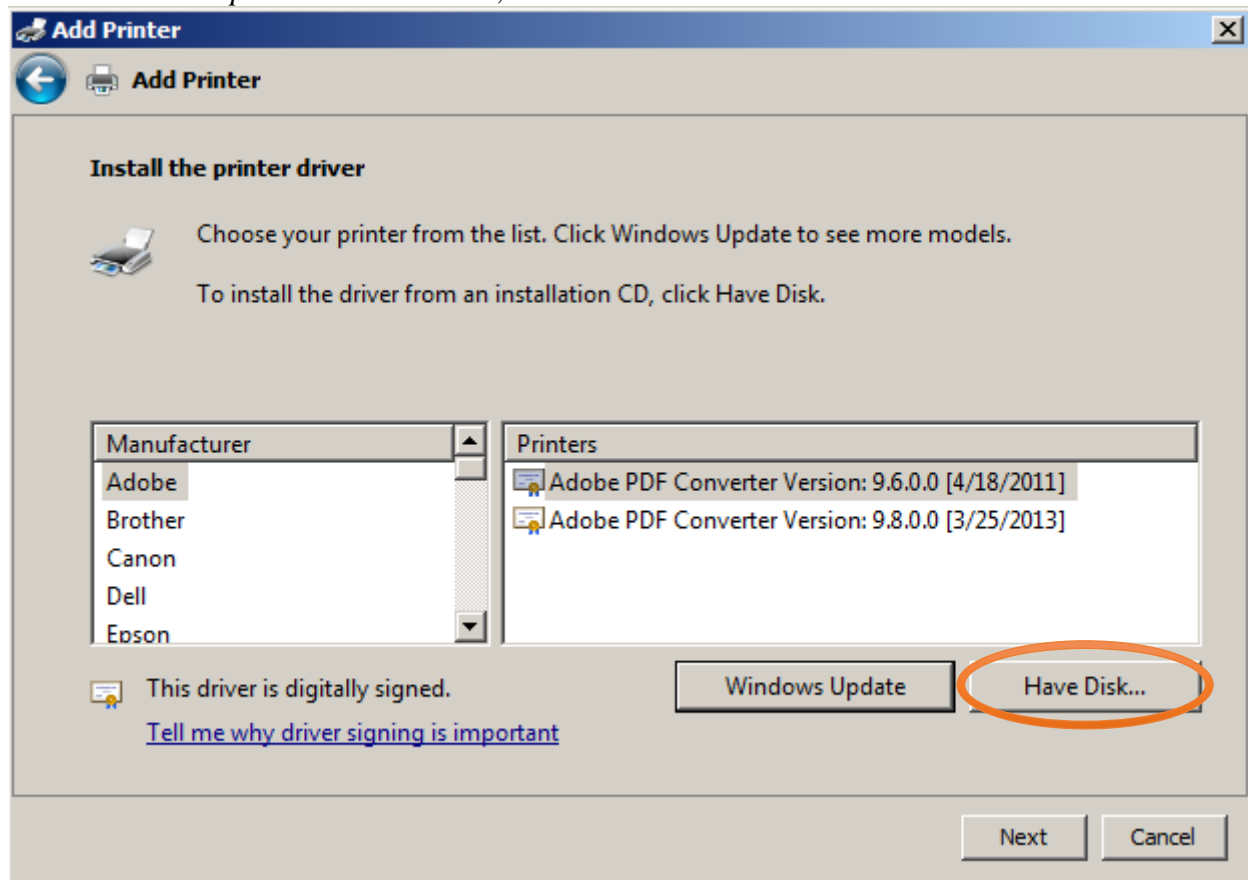 Add Printer
Add Printer
Install the printer driver
Choose your printer from the list. Click Windows Update to see more models.
To install the driver from an installation CD, click Have Disk.
Manufacturer
Adobe
Brother
Canon
Dell
Epson
Printers
Adobe PDF Converter Version: 9.6.0.0 [4/18/2011]
Adobe PDF Converter Version: 9.8.0.0 [3/25/2013]
This driver is digitally signed.
Tell me why driver signing is important
Windows Update
Have Disk...
Next
Cancel